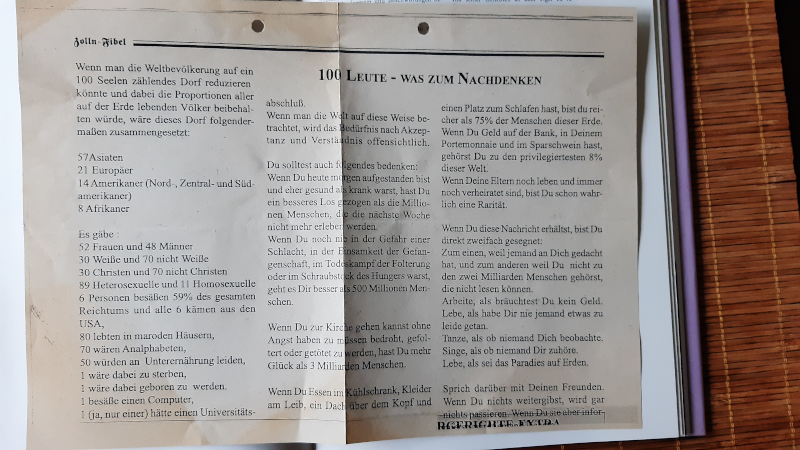 Zolln-Fibel
100 LEUTE - WAS ZUM NACHDENKEN
Wenn man die Weltbevölkerung auf ein
100 Seelen zählendes Dorf reduzieren
könnte und dabei die Proportionen aller
auf der Erde lebenden Völker beibehal-
ten würde, wäre dieses Dorf folgender-
maßen zusammengesetzt:
57 Asiaten
21 Europäer
14 Amerikaner (Nord-, Zentral- und Süd-
amerikaner)
8 Afrikaner
Es gäbe :
52 Frauen und 48 Männer
30 Weiße und 70 nicht Weiße
30 Christen und 70 nicht Christen
89 Heterosexuelle und 11 Homosexuelle
6 Personen besäßen 59% des gesamten
Reichtums und alle 6 kämen aus den
USA,
80 lebten in maroden Häusern,
70 wären Analphabeten,
50 würden an Unterernährung leiden,
1 wäre dabei zu sterben,
1 wäre dabei geboren zu werden.
1 besäße einen Computer,
1 (ja, nur einer) hätte einen Universitäts-
abschluß.
Wenn man die Welt auf diese Weise be-
trachtet, wird das Bedürfnis nach Akzep-
tanz und Verständnis offensichtlich.
Du solltest auch folgendes bedenken:
Wenn Du heute morgen aufgestanden bist
und eher gesund als krank warst, hast Du
ein besseres Los gezogen als die Millio-
nen Menschen, die die nächste Woche
nicht mehr erleben werden.
Wenn Du noch nie in der Gefahr einer
Schlacht, in der Einsamkeit der Gefan-
genschaft, im Todeskampf der Folterung
oder im Schraubstock des Hungers warst,
geht es Dir besser als 500 Millionen Men-
schen.
Wenn Du zur Kirche gehen kannst ohne
Angst haben zu müssen bedroht, gefol-
tert oder getötet zu werden, hast Du mehr
Glück als 3 Milliarden Menschen.
Wenn Du Essen im Kühlschrank, Kleider
am Leib, ein Dach über dem Kopf und
einen Platz zum Schlafen hast, bist du rei-
cher als 75% der Menschen dieser Erde.
Wenn Du Geld auf der Bank, in Deinem
Portemonnaie und im Sparschwein hast,
gehörst Du zu den privilegiertesten 8%
dieser Welt.
Wenn Deine Eltern noch leben und immer
noch verheiratet sind, bist Du schon wahr-
lich eine Rarität.
Wenn Du diese Nachricht erhälst, bist Du
direkt zweifach gesegnet:
Zum einen, weil jemand an Dich gedacht
hat, und zum anderen weil Du nicht zu
den zwei Milliarden Menschen gehörst,
die nicht lesen können.
Arbeite, als bräuchtest Du kein Geld.
Lebe, als habe Dir nie jemand etwas zu
leide getan.
Tanze, als ob niemand Dich beobachte.
Singe, als ob niemand Dir zuhöre.
Lebe, als sei das Paradies auf Erden.
Sprich darüber mit Deinen Freunden.
Wenn Du nichts weitergibst, wird gar
nichts passieren. Wenn Du sie aber infor-